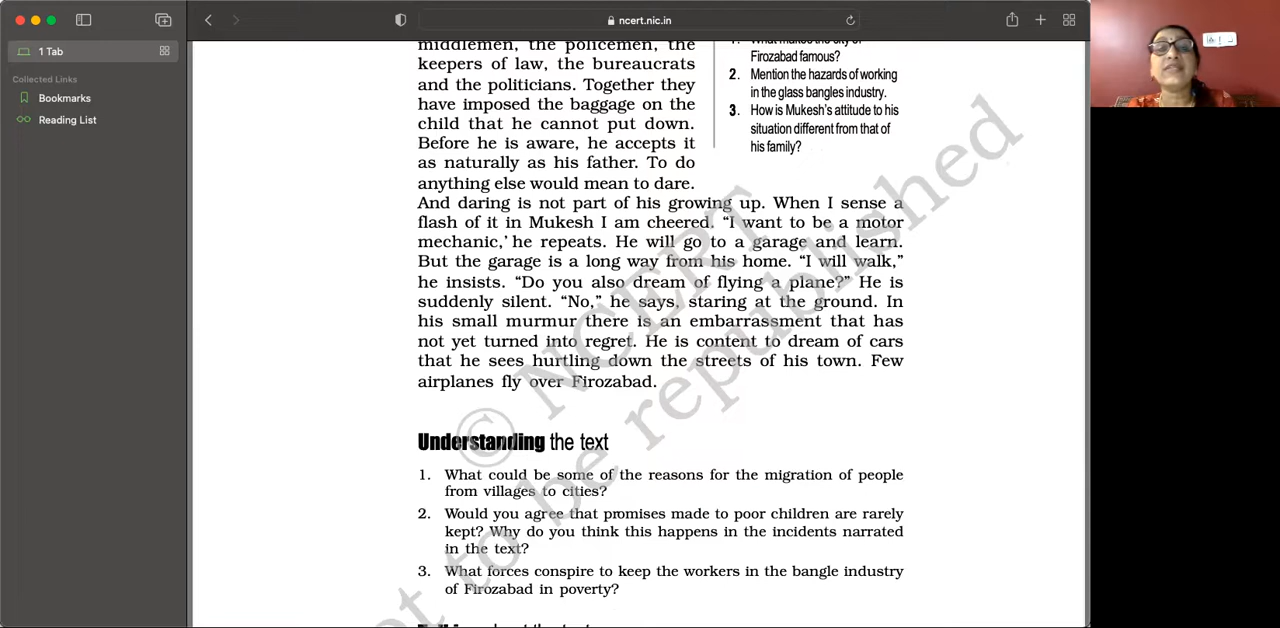 ncert.nic.in
1 Tab
Collected Links
Bookmarks
Reading List
middlemen, the policemen, the
keepers of law, the bureaucrats
and the politicians. Together they
have imposed the baggage on the
child that he cannot put down.
Before he is aware, he accepts it
as naturally as his father. To do
anything else would mean to dare.
1. What makes the city of
Firozabad famous?
2. Mention the hazards of working
in the glass bangles industry.
3. How is Mukesh's attitude to his
situation different from that of
his family?
And daring is not part of his growing up. When I sense a
flash of it in Mukesh I am cheered. “I want to be a motor
mechanic,’ he repeats. He will go to a garage and learn.
But the garage is a long way from his home. “I will walk,”
he insists. “Do you also dream of flying a plane?” He is
suddenly silent. “No,” he says, staring at the ground. In
his small murmur there is an embarrassment that has
not yet turned into regret. He is content to dream of cars
that he sees hurtling down the streets of his town. Few
airplanes fly over Firozabad.
Understanding the text
1. What could be some of the reasons for the migration of people
from villages to cities?
2. Would you agree that promises made to poor children are rarely
kept? Why do you think this happens in the incidents narrated
in the text?
3. What forces conspire to keep the workers in the bangle industry
of Firozabad in poverty?
© NCERT
not to be republished